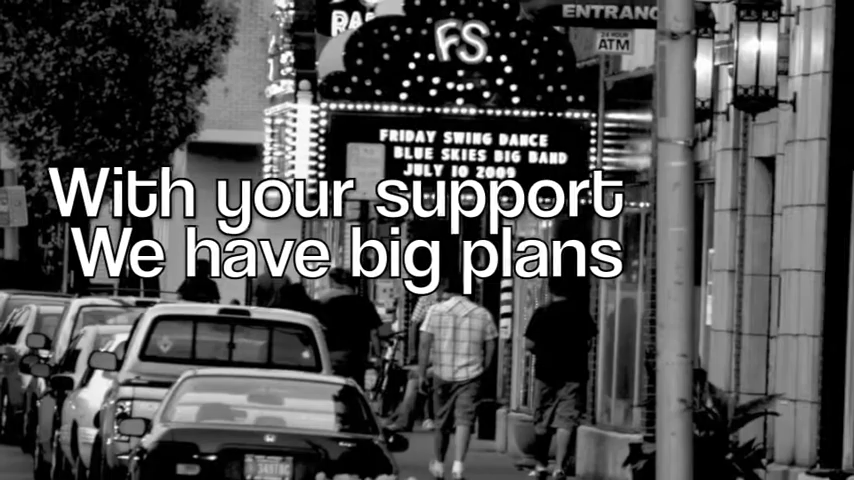 ENTRANC
24 HOUR
ATM
FS
FRIDAY SWING DANCE
BLUE SKIES BIG BAND
JULY 10 2009
With your support
We have big plans